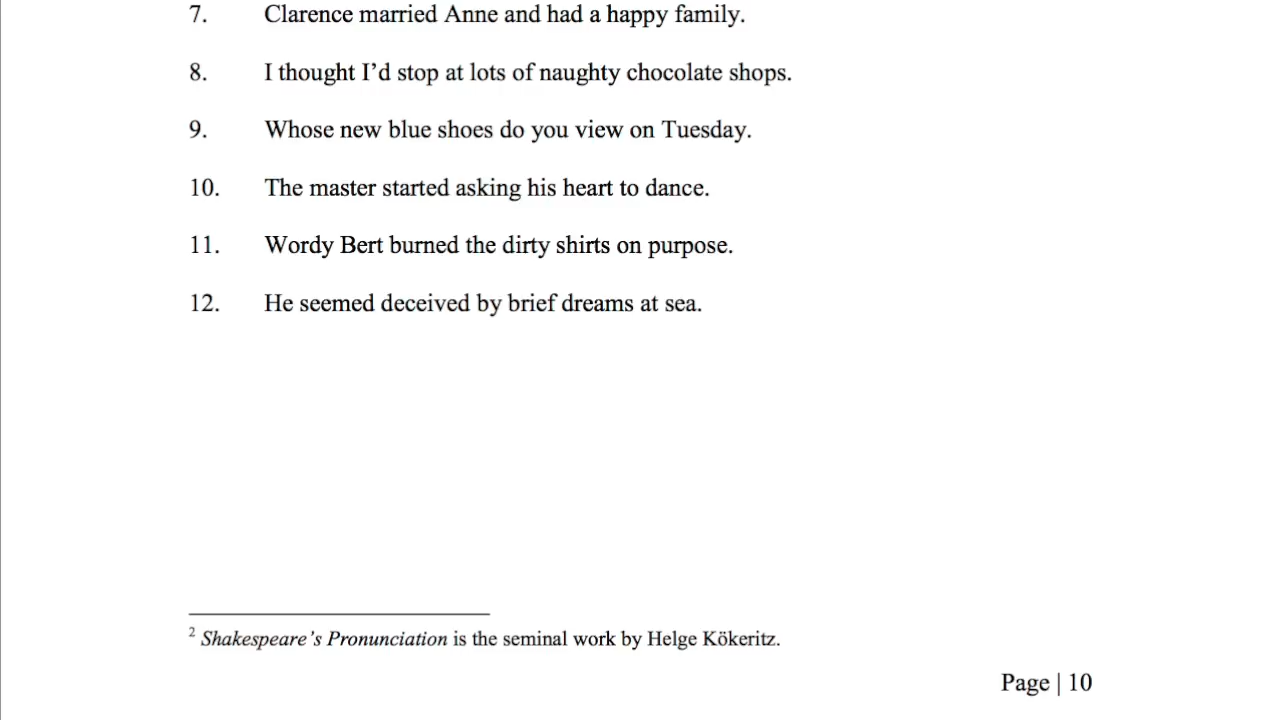 7. Clarence married Anne and had a happy family.
8. I thought I’d stop at lots of naughty chocolate shops.
9. Whose new blue shoes do you view on Tuesday.
10. The master started asking his heart to dance.
11. Wordy Bert burned the dirty shirts on purpose.
12. He seemed deceived by brief dreams at sea.
2 Shakespeare’s Pronunciation is the seminal work by Helge Kökeritz.
Page | 10